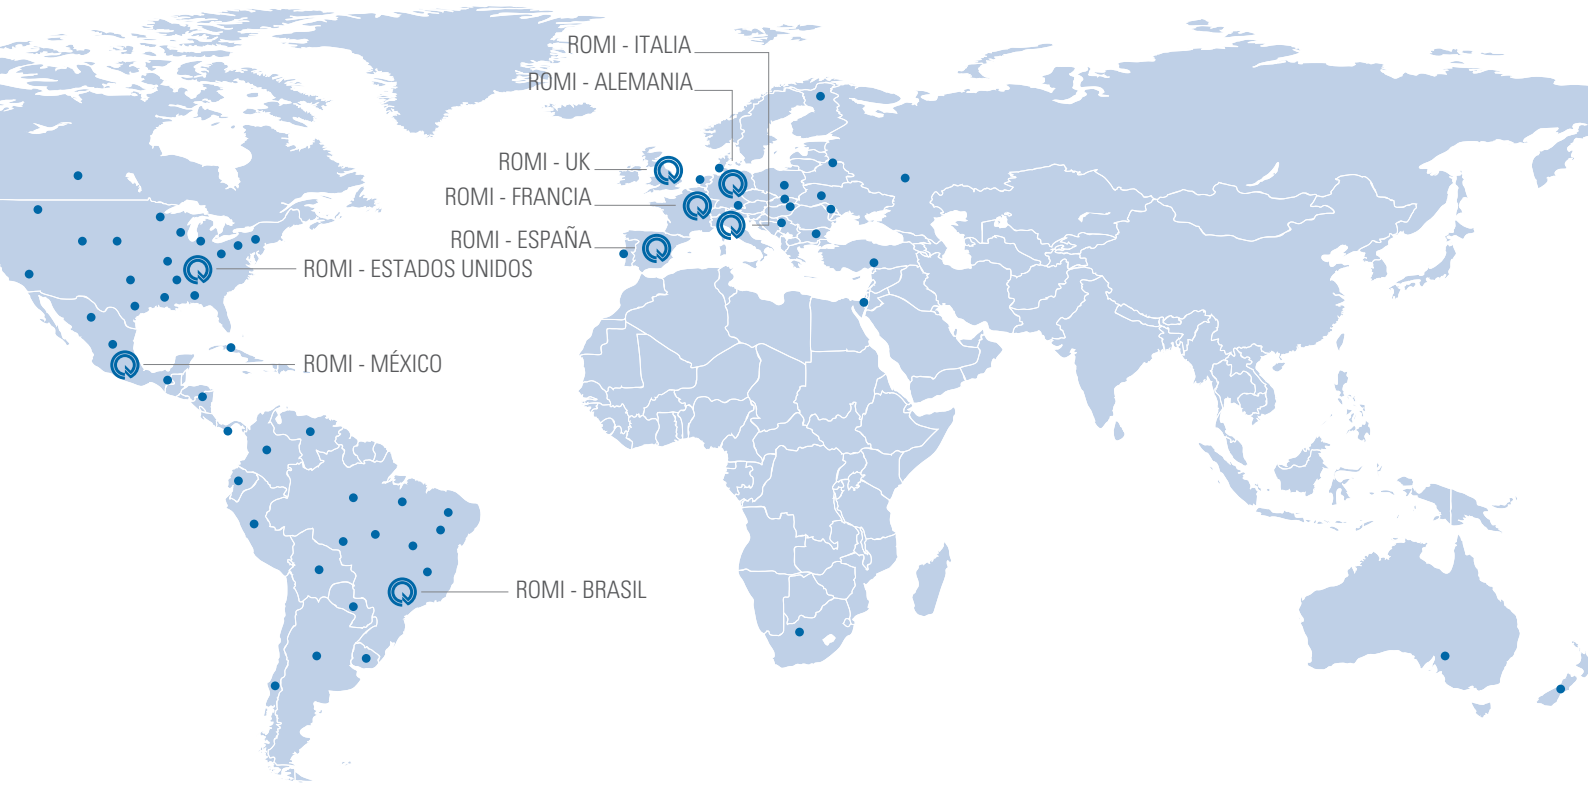 ROMI - ITALIA
ROMI - ALEMANIA
ROMI - UK
ROMI - FRANCIA
ROMI - ESPAÑA
ROMI - ESTADOS UNIDOS
ROMI - MÉXICO
ROMI - BRASIL